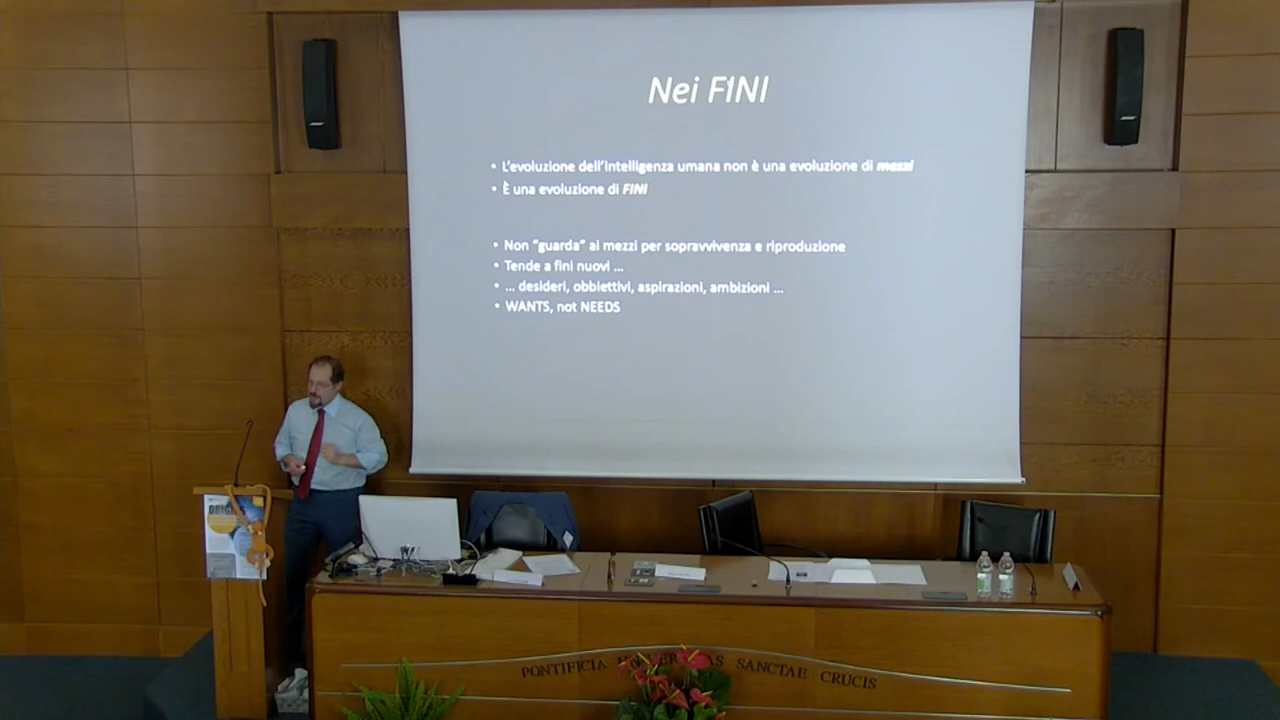 Nei FINI
• L'evoluzione dell'intelligenza umana non è una evoluzione di mezzi
• È una evoluzione di FINI
• Non "guarda" ai mezzi per sopravvivenza e riproduzione
• Tende a fini nuovi ...
• ... desideri, obbiettivi, aspirazioni, ambizioni ...
• WANTS, not NEEDS
PONTIFICIA SANCTAE CRUCIS